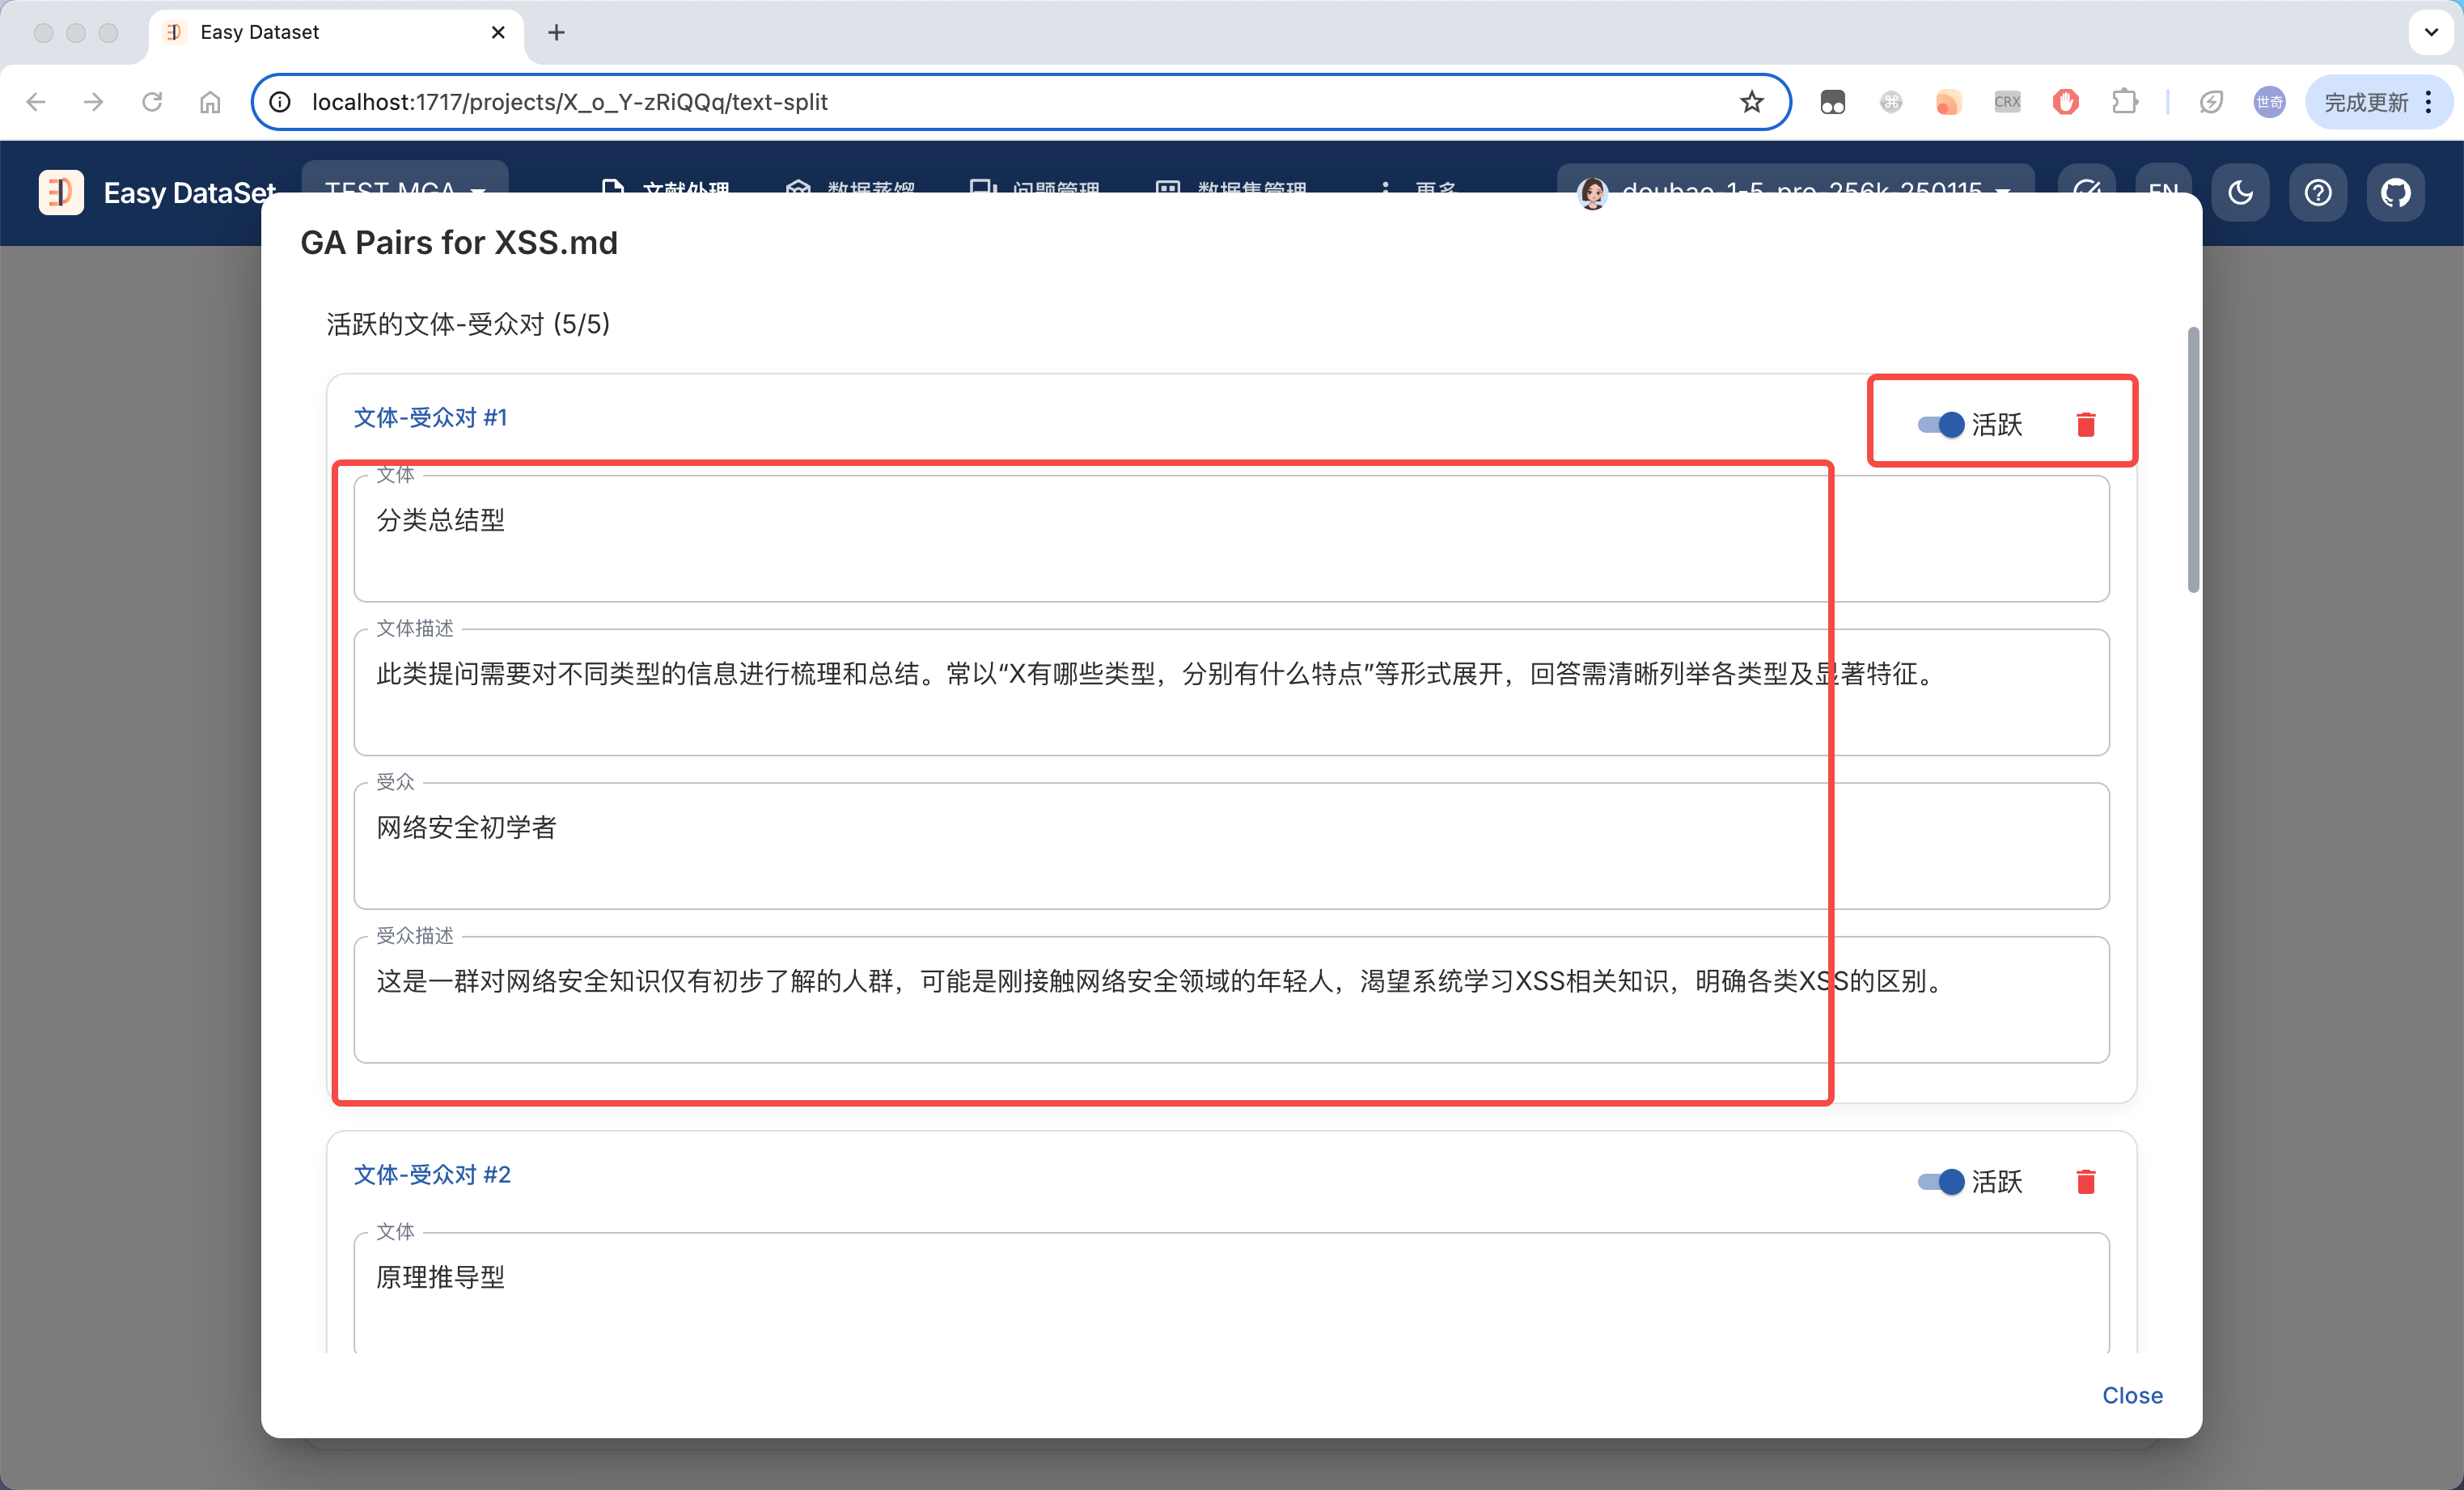 Easy Dataset
localhost:1717/projects/X_o_Y-zRiQQq/text-split
CRX
世奇
完成更新
Easy DataSet
TEST-MGA
文献处理
数据蒸馏
问题管理
数据集管理
更多
doubao-1-5-pro-256k-250115
EN
GA Pairs for XSS.md
活跃的文体-受众对 (5/5)
文体-受众对 #1
活跃
文体
分类总结型
文体描述
此类提问需要对不同类型的信息进行梳理和总结。常以“X有哪些类型，分别有什么特点”等形式展开，回答需清晰列举各类型及显著特征。
受众
网络安全初学者
受众描述
这是一群对网络安全知识仅有初步了解的人群，可能是刚接触网络安全领域的年轻人，渴望系统学习XSS相关知识，明确各类XSS的区别。
文体-受众对 #2
活跃
文体
原理推导型
Close